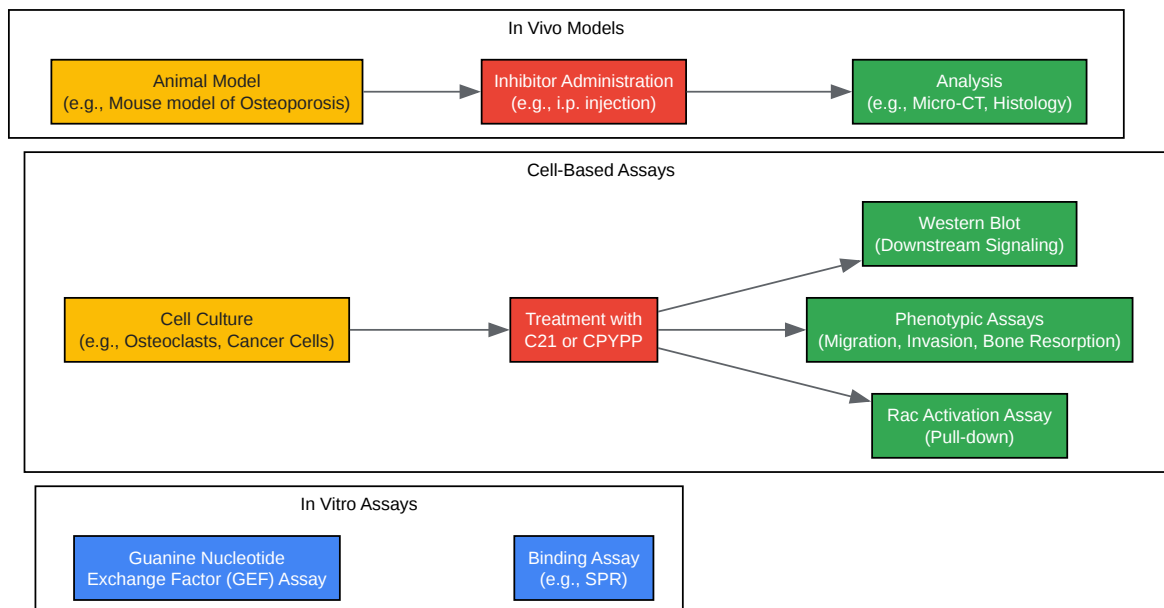 In Vivo Models
Animal Model
(e.g., Mouse model of Osteoporosis)
Inhibitor Administration
(e.g., i.p. injection)
Analysis
(e.g., Micro-CT, Histology)
Cell-Based Assays
Cell Culture
(e.g., Osteoclasts, Cancer Cells)
Treatment with
C21 or CPYPP
Western Blot
(Downstream Signaling)
Phenotypic Assays
(Migration, Invasion, Bone Resorption)
Rac Activation Assay
(Pull-down)
In Vitro Assays
Guanine Nucleotide
Exchange Factor (GEF) Assay
Binding Assay
(e.g., SPR)